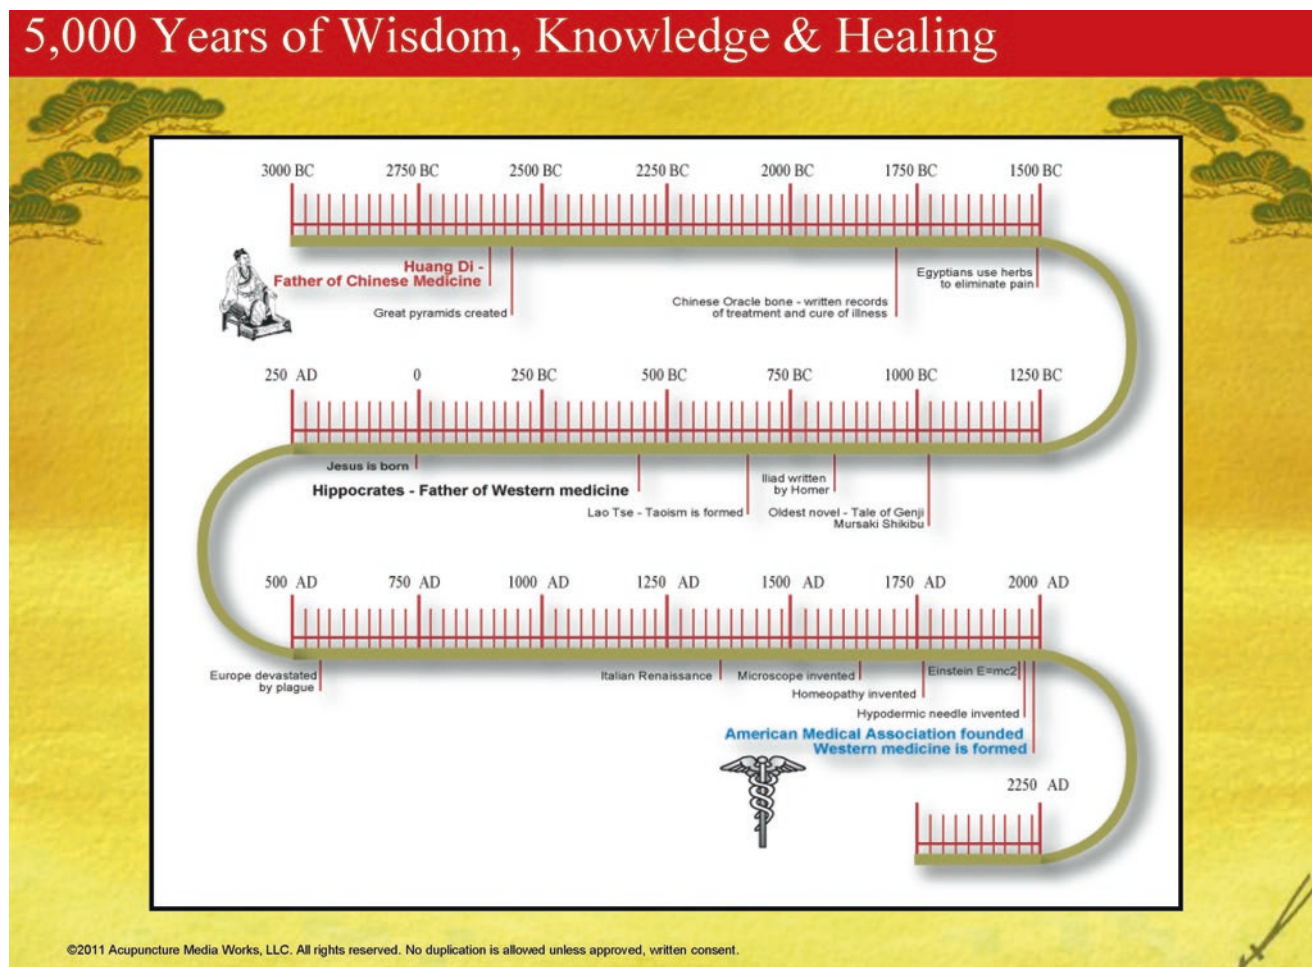 5,000 Years of Wisdom, Knowledge & Healing
3000 BC 2750 BC 2500 BC 2250 BC 2000 BC 1750 BC 1500 BC
Huang Di -
Father of Chinese Medicine
Great pyramids created
Chinese Oracle bone - written records
of treatment and cure of illness
Egyptians use herbs
to eliminate pain
250 AD 0 250 BC 500 BC 750 BC 1000 BC 1250 BC
Jesus is born
Hippocrates - Father of Western medicine
Lao Tse - Taoism is formed
Iliad written
by Homer
Oldest novel - Tale of Genji
Mursaki Shikibu
500 AD 750 AD 1000 AD 1250 AD 1500 AD 1750 AD 2000 AD
Europe devastated
by plague
Italian Renaissance
Microscope invented
Homeopathy invented
Einstein E=mc2
Hypodermic needle invented
American Medical Association founded
Western medicine is formed
2250 AD
©2011 Acupuncture Media Works, LLC. All rights reserved. No duplication is allowed unless approved, written consent.